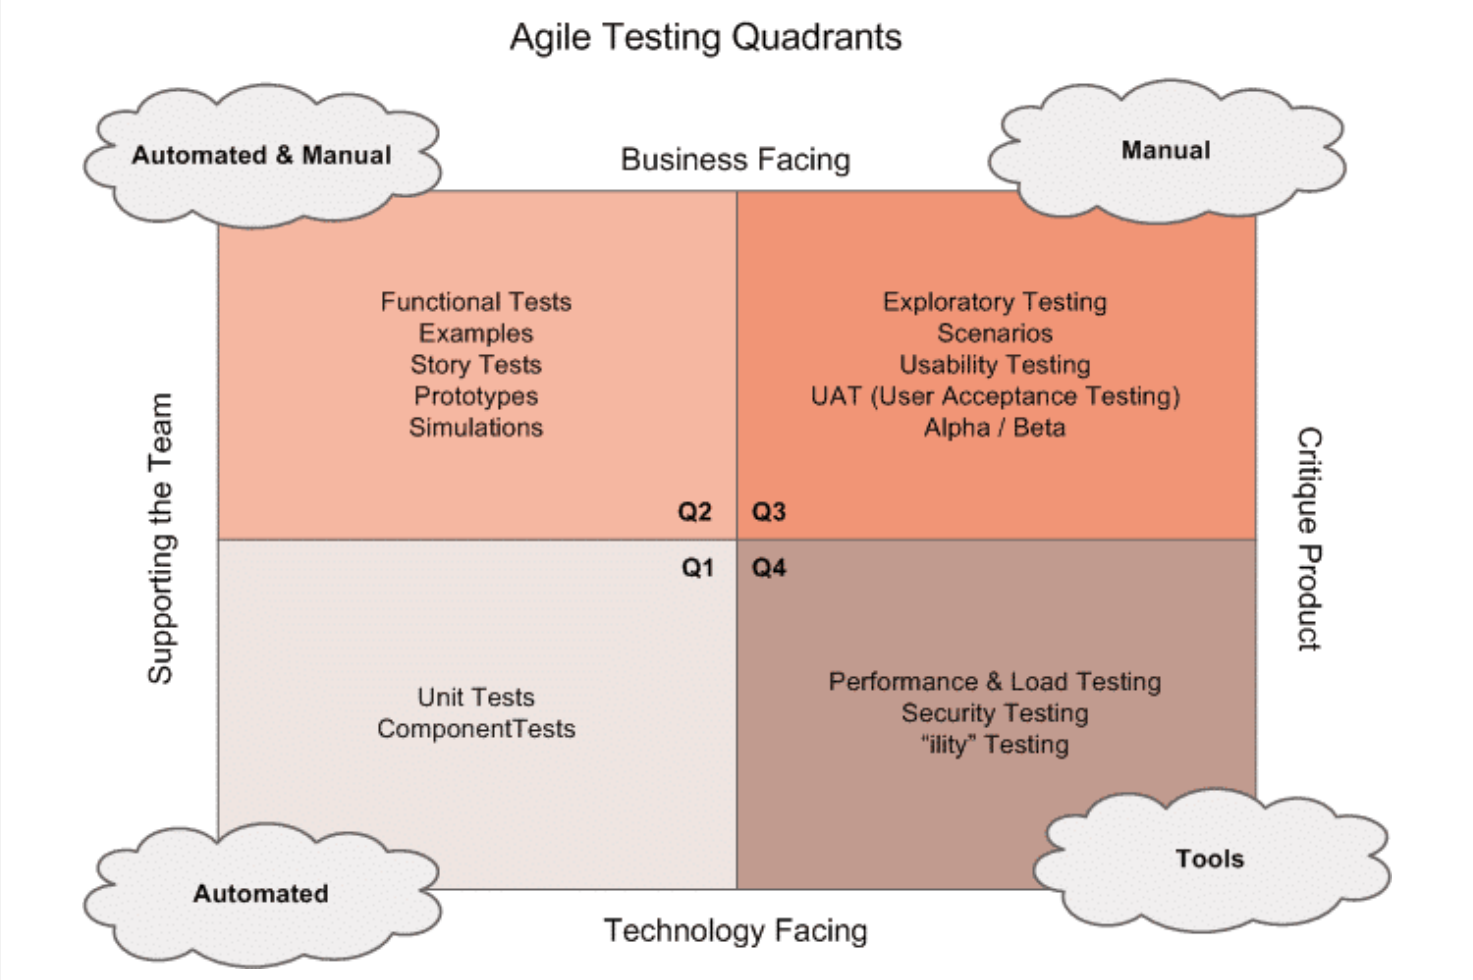 Agile Testing Quadrants
Automated & Manual
Business Facing
Manual
Functional Tests
Examples
Story Tests
Prototypes
Simulations
Q2
Exploratory Testing
Scenarios
Usability Testing
UAT (User Acceptance Testing)
Alpha / Beta
Q3
Supporting the Team
Critique Product
Q1
Unit Tests
ComponentTests
Q4
Performance & Load Testing
Security Testing
“ility” Testing
Automated
Technology Facing
Tools